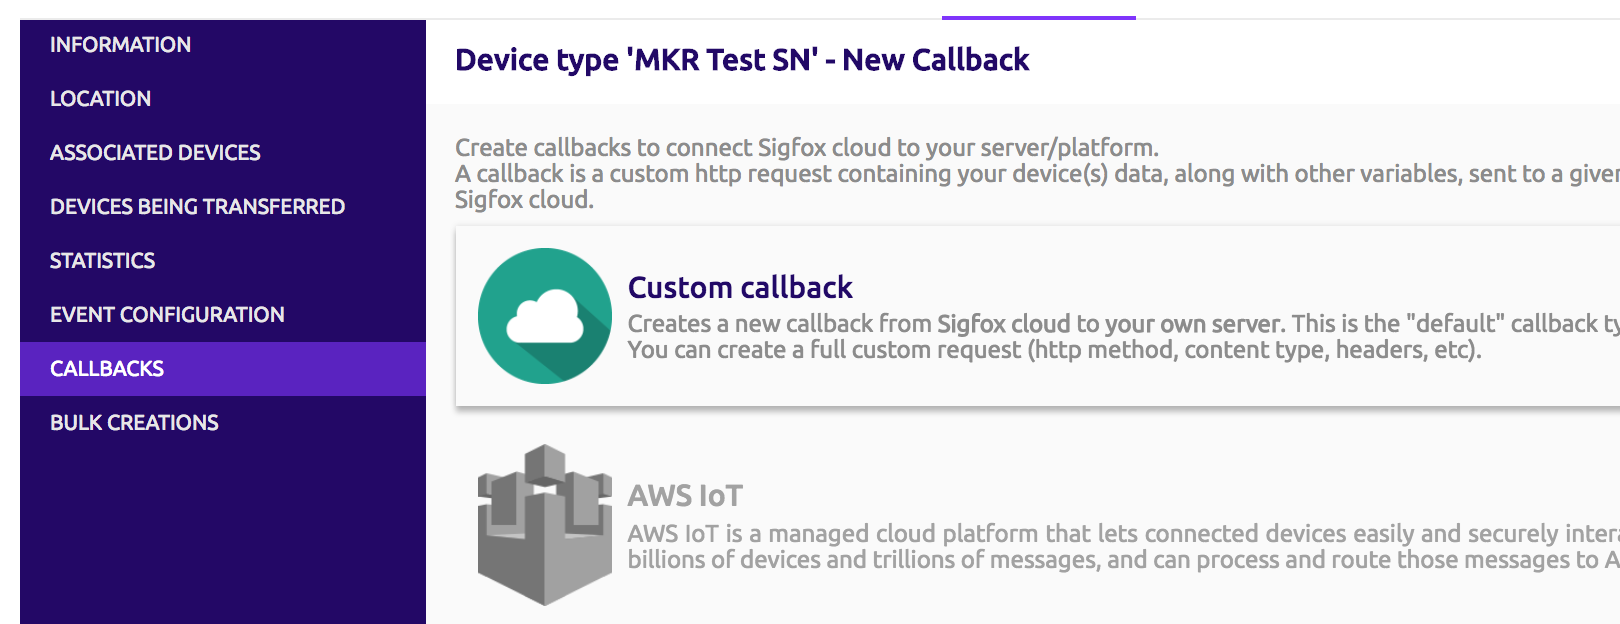 INFORMATION
LOCATION
ASSOCIATED DEVICES
DEVICES BEING TRANSFERRED
STATISTICS
EVENT CONFIGURATION
CALLBACKS
BULK CREATIONS
Device type 'MKR Test SN' - New Callback
Create callbacks to connect Sigfox cloud to your server/platform.
A callback is a custom http request containing your device(s) data, along with other variables, sent to a given
Sigfox cloud.
Custom callback
Creates a new callback from Sigfox cloud to your own server. This is the "default" callback
You can create a full custom request (http method, content type, headers, etc).
AWS IoT
AWS IoT is a managed cloud platform that lets connected devices easily and securely
billions of devices and trillions of messages, and can process and route those messages to